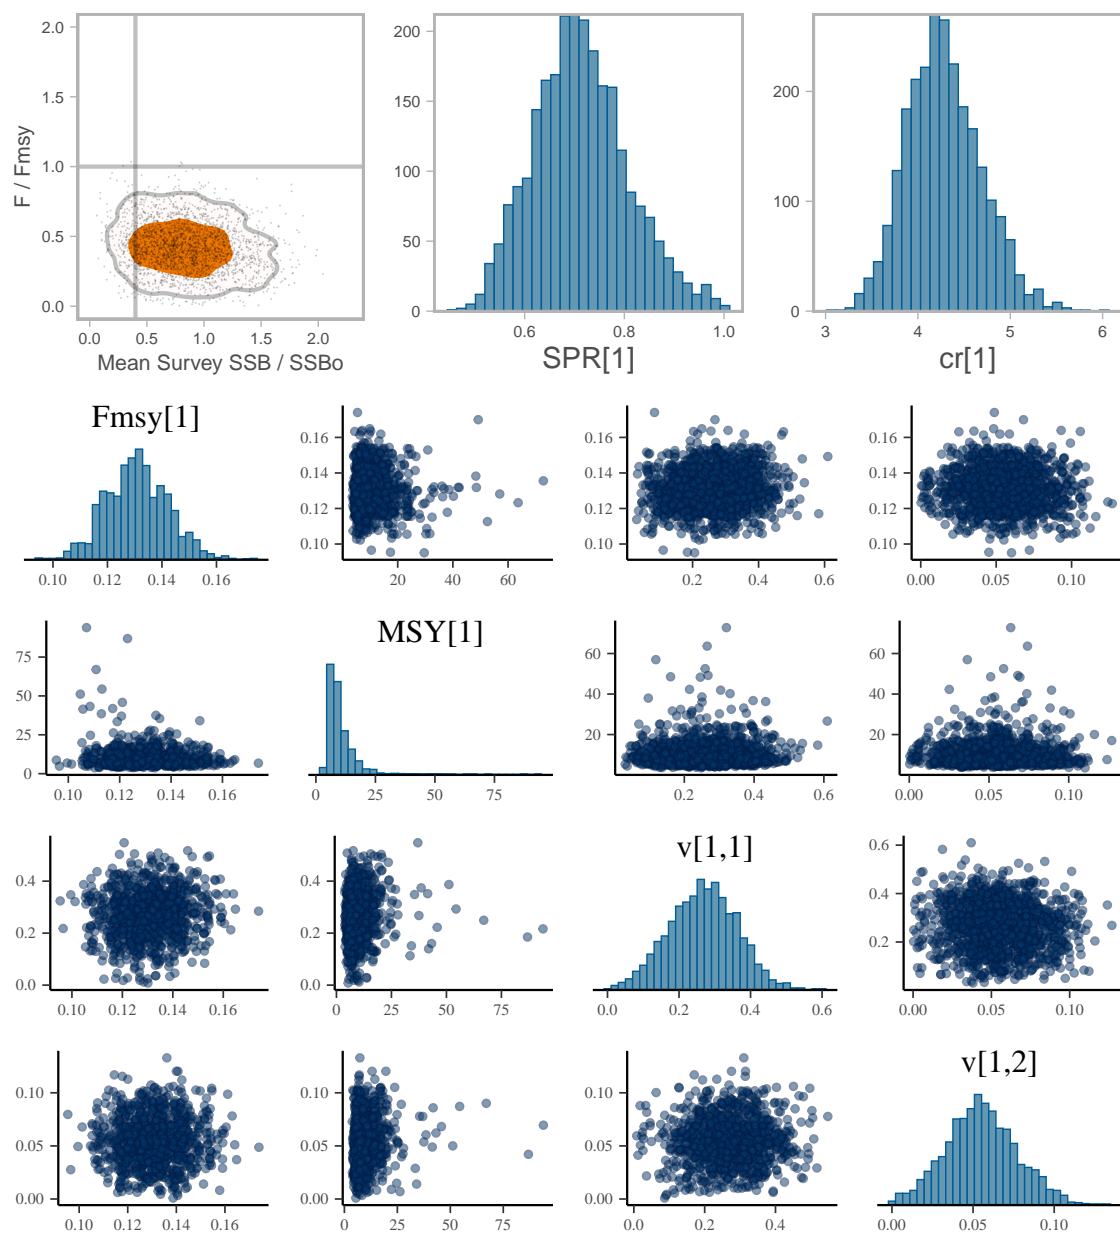 2.0
1.5
1.0
0.5
0.0
F / Fmsy
0.0 0.5 1.0 1.5 2.0
Mean Survey SSB / SSBo
200
150
100
50
0
0.6 0.8 1.0
SPR[1]
200
100
0
3 4 5 6
cr[1]
Fmsy[1]
0.10 0.12 0.14 0.16
0.16
0.14
0.12
0.10
20 40 60
0.16
0.14
0.12
0.10
0.2 0.4 0.6
0.16
0.14
0.12
0.10
0.00 0.05 0.10
75
50
25
0
0.10 0.12 0.14 0.16
MSY[1]
0 25 50 75
60
40
20
0.2 0.4 0.6
60
40
20
0.00 0.05 0.10
0.4
0.2
0.0
0.10 0.12 0.14 0.16
0.4
0.2
0.0
0 25 50 75
v[1,1]
0.0 0.2 0.4 0.6
0.6
0.4
0.2
0.00 0.05 0.10
0.10
0.05
0.00
0.10 0.12 0.14 0.16
0.10
0.05
0.00
0 25 50 75
0.10
0.05
0.00
0.0 0.2 0.4
v[1,2]
0.00 0.05 0.10